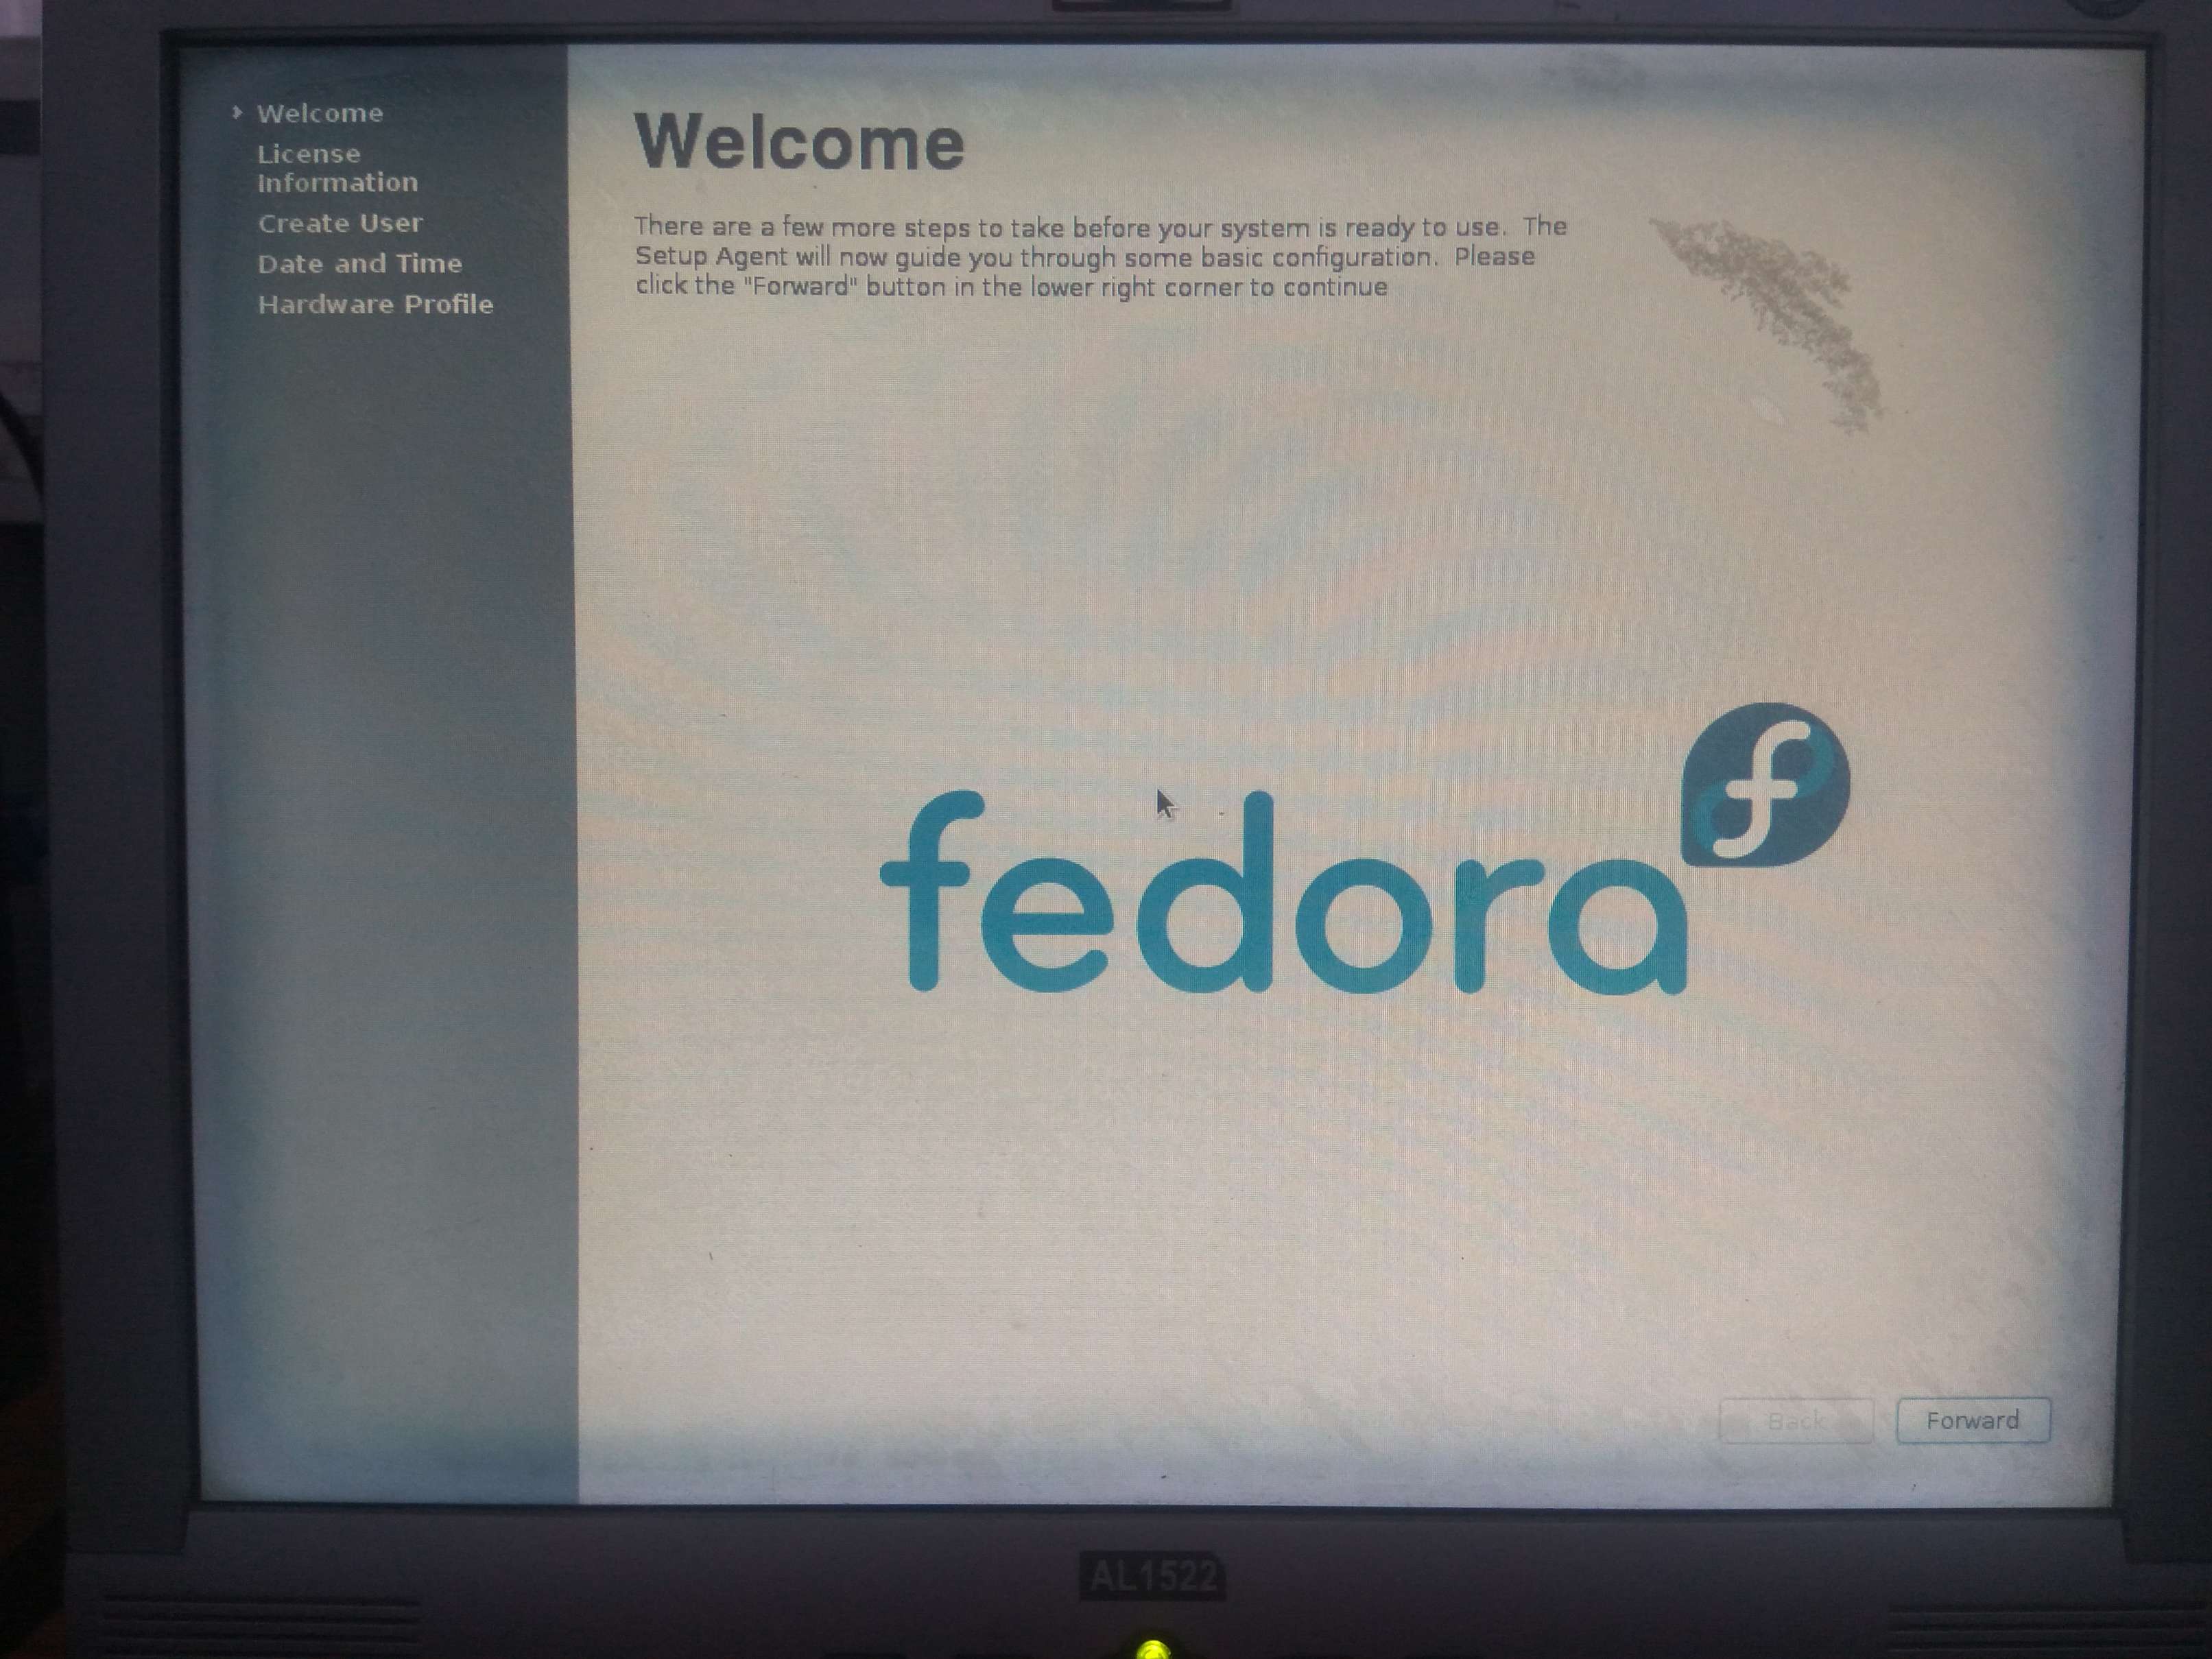 Welcome
License
Information
Create User
Date and Time
Hardware Profile
Welcome
There are a few more steps to take before your system is ready to use.  The
Setup Agent will now guide you through some basic configuration.  Please
click the "Forward" button in the lower right corner to continue
fedora
Back
Forward
AL1522